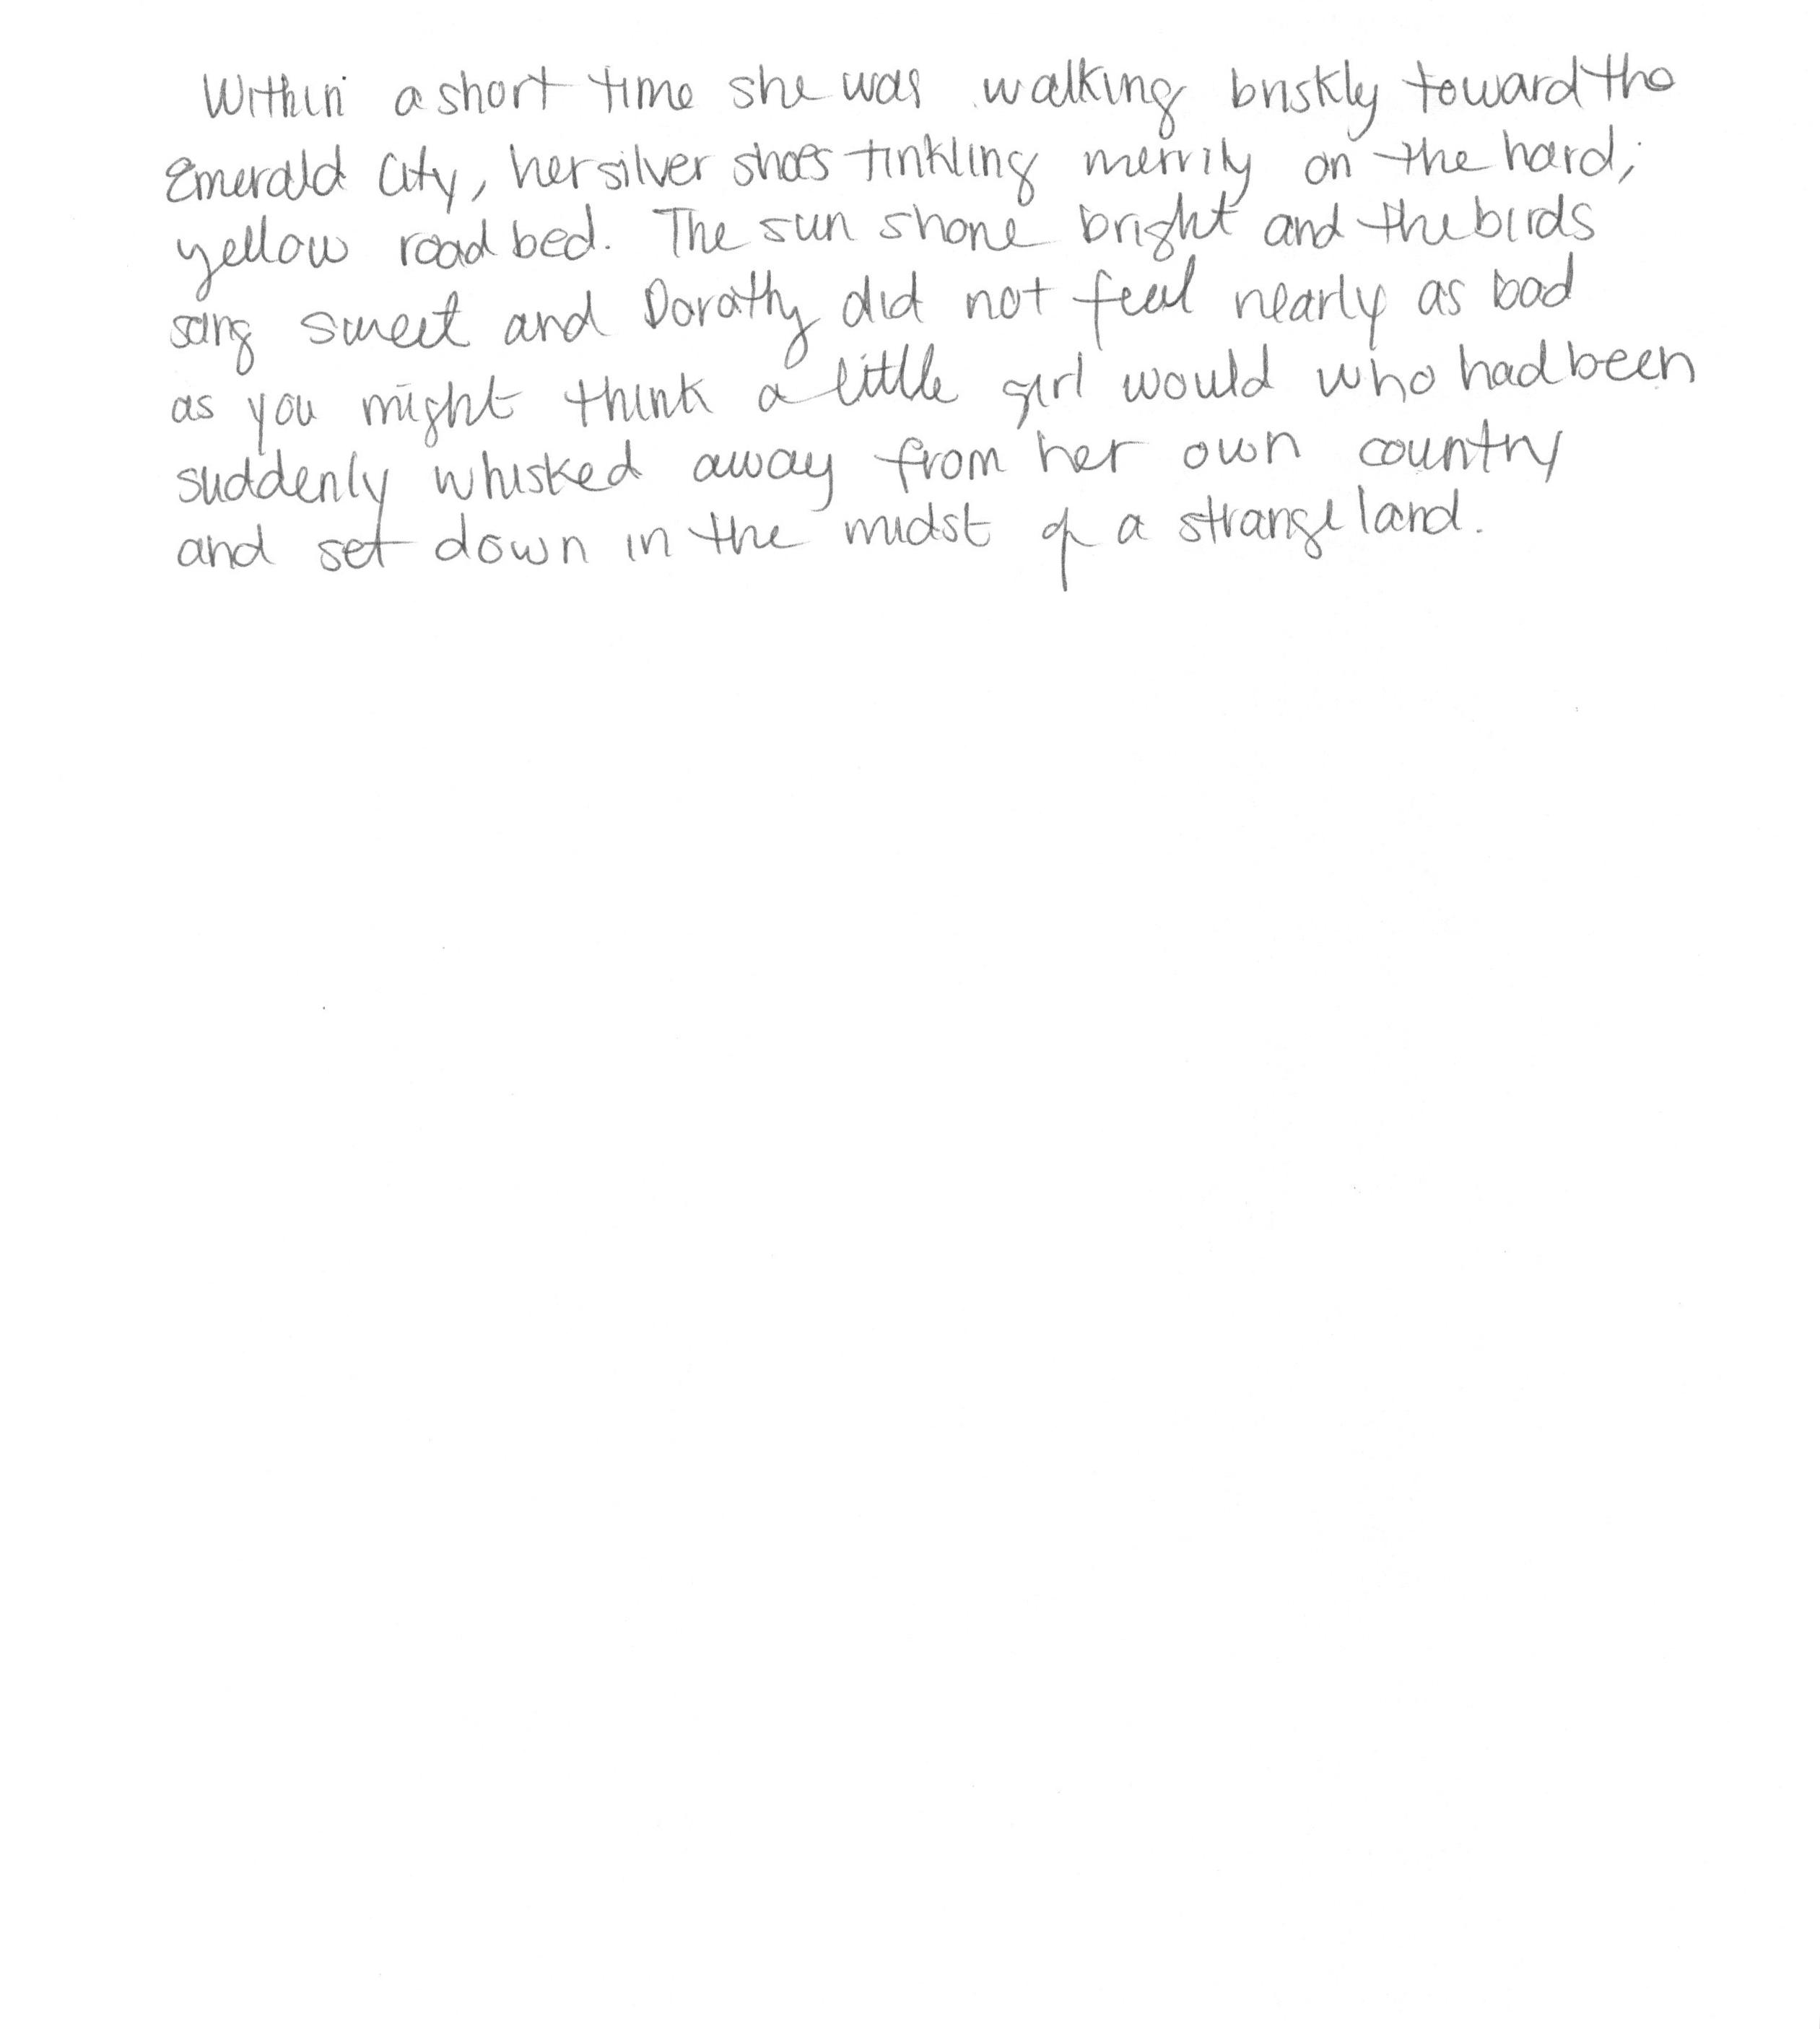 Within a short time she was walking briskly toward the
Emerald City, her silver shoes tinkling merrily on the hard,
yellow road bed. The sun shone bright and the birds
sang sweet and Dorothy did not feel nearly as bad
as you might think a little girl would who had been
suddenly whisked away from her own country
and set down in the midst of a strange land.